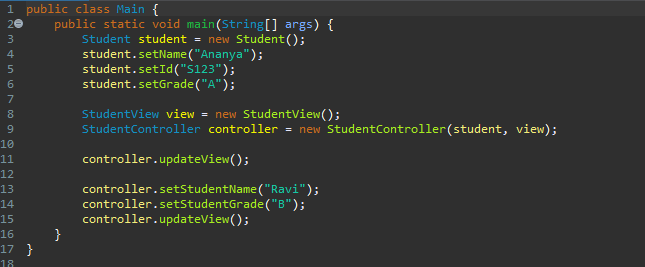 1 public class Main {
2 public static void main(String[] args) {
3 Student student = new Student();
4 student.setName("Ananya");
5 student.setId("S123");
6 student.setGrade("A");
7
8 StudentView view = new StudentView();
9 StudentController controller = new StudentController(student, view);
10
11 controller.updateView();
12
13 controller.setStudentName("Ravi");
14 controller.setStudentGrade("B");
15 controller.updateView();
16 }
17 }
18